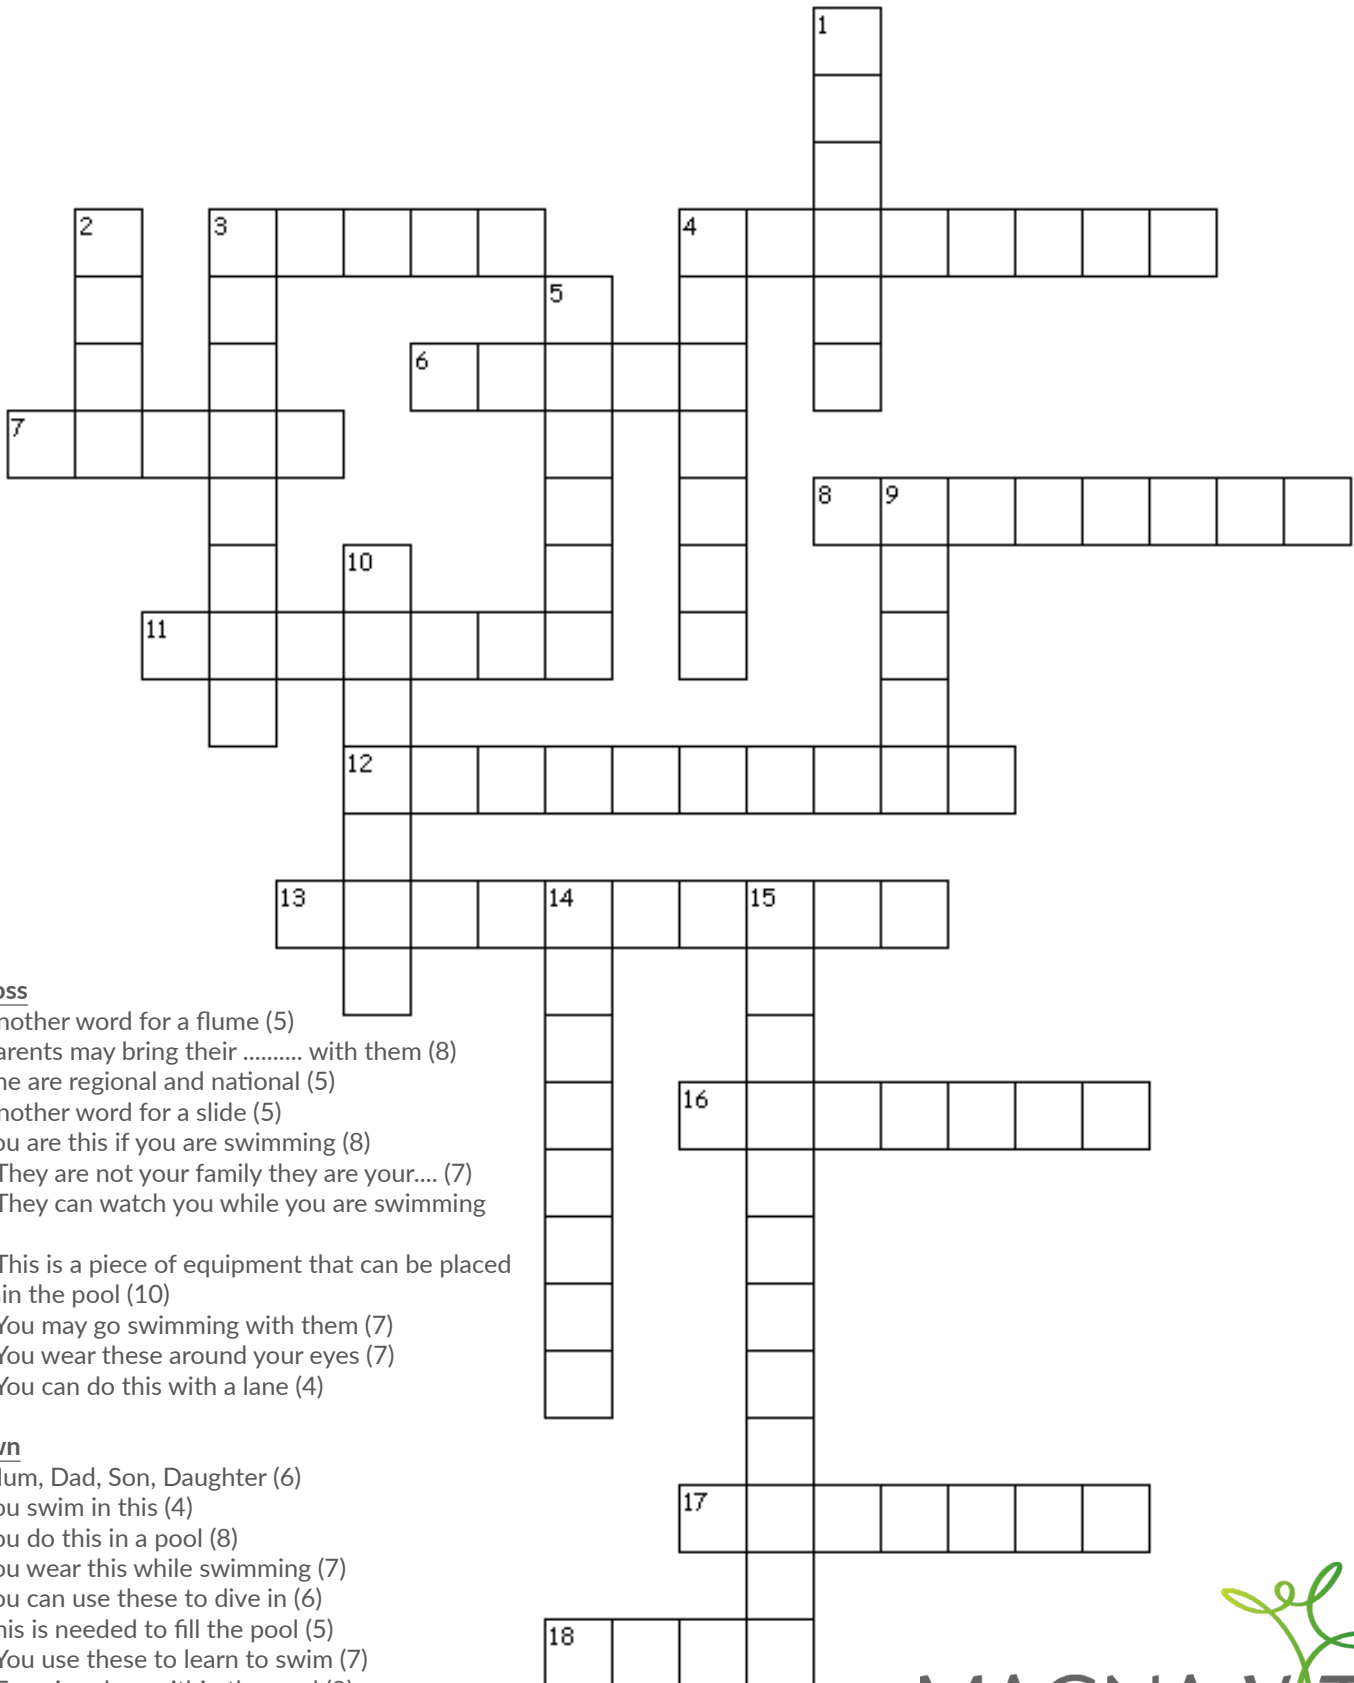 1
2
3
4
5
6
7
8
9
10
11
12
13
14
15
16
17
18
oss
nother word for a flume (5)
arents may bring their .......... with them (8)
ne are regional and national (5)
nother word for a slide (5)
ou are this if you are swimming (8)
They are not your family they are your.... (7)
They can watch you while you are swimming
This is a piece of equipment that can be placed
in the pool (10)
You may go swimming with them (7)
You wear these around your eyes (7)
You can do this with a lane (4)
wn
um, Dad, Son, Daughter (6)
ou swim in this (4)
ou do this in a pool (8)
ou wear this while swimming (7)
ou can use these to dive in (6)
his is needed to fill the pool (5)
You use these to learn to swim (7)